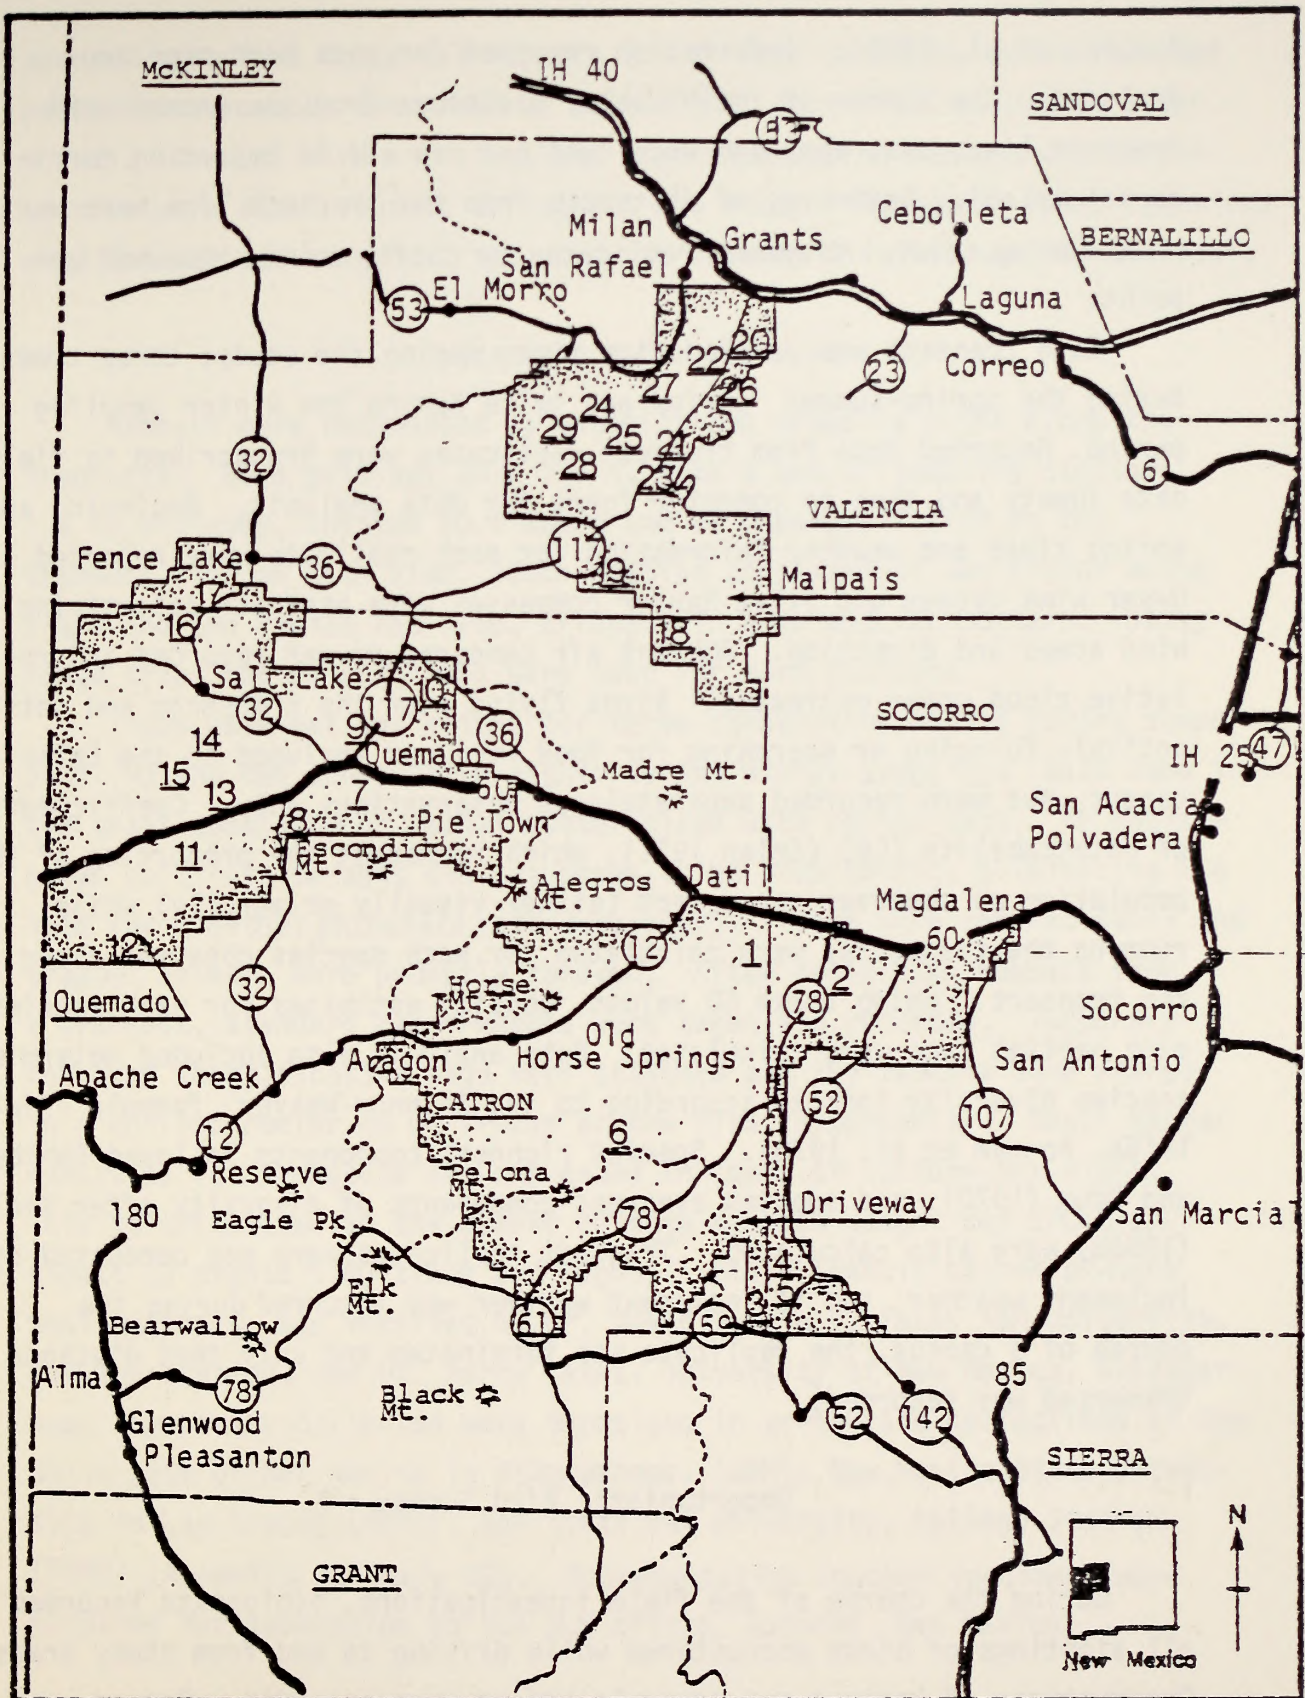 McKINLEY
IH 40
SANDOVAL
53
Milan
Grants
Cebolleta
BERNALILLO
San Rafael
El Morro
53
Laguna
20
22
23
Correo
27
26
24
29
25
21
28
32
6
23
VALENCIA
117
Fence Lake
36
19
Malpais
17
16
18
Salt Lake
10
32
117
36
SOCORRO
9
14
Quemado
IH 25
47
15
Madre Mt.
13
7
60
San Acacia
8
Pie Town
Polvadera
11
Escondido
Mt.
Alegros
Mt.
Datil
Magdalena
12
60
12
1
2
32
Horse
Mt.
78
Quemado
Socorro
Old
Horse Springs
Aragon
San Antonio
Apache Creek
CATRON
52
107
12
6
Reserve
Pelona
Mt.
Driveway
180
Eagle Pk
78
San Marcial
Elk
Mt.
4
5
3
61
59
Bearwallow
Alma
78
85
Black
Mt.
52
142
Glenwood
Pleasanton
SIERRA
N
GRANT
New Mexico